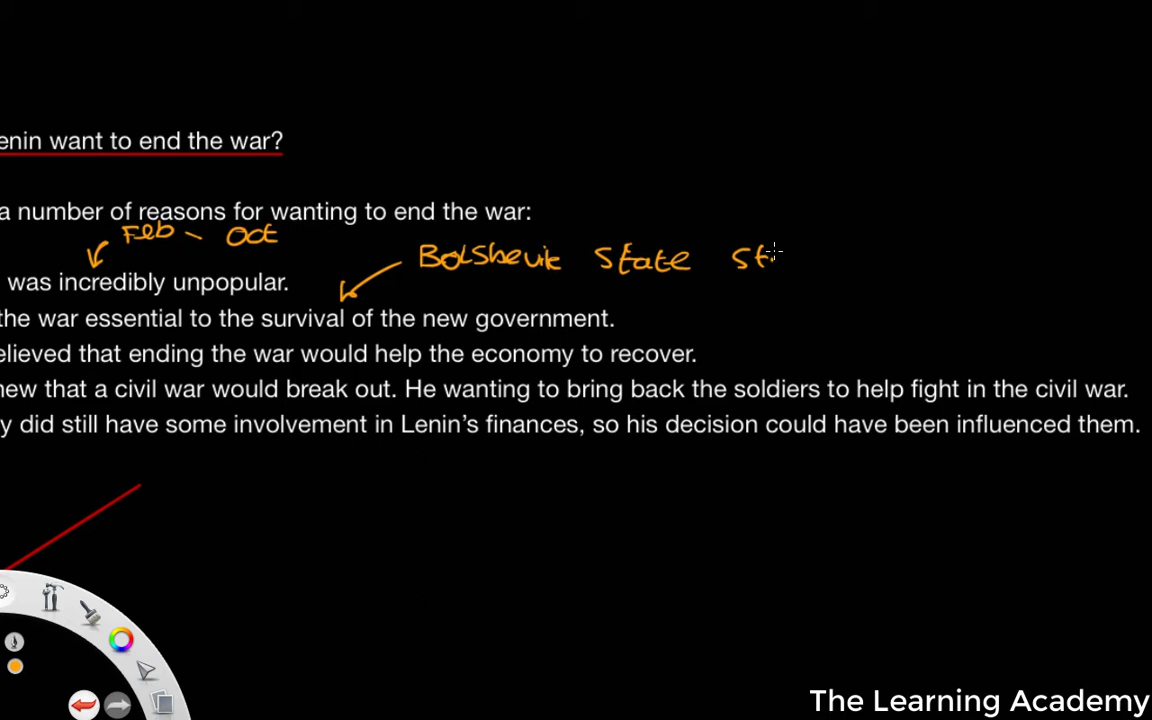 enin want to end the war?
a number of reasons for wanting to end the war:
Feb - Oct
Bolshevik State St
was incredibly unpopular.
the war essential to the survival of the new government.
elieved that ending the war would help the economy to recover.
new that a civil war would break out. He wanting to bring back the soldiers to help fight in the civil war.
y did still have some involvement in Lenin’s finances, so his decision could have been influenced them.
The Learning Academy